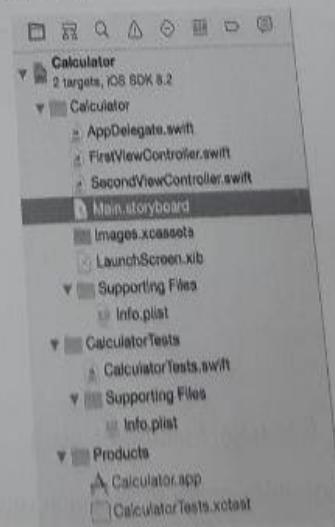 Calculator
2 targets, iOS SDK 8.2
Calculator
AppDelegate.swift
FirstViewController.swift
SecondViewController.swift
Main.storyboard
Images.xcassets
LaunchScreen.xib
Supporting Files
Info.plist
CalculatorTests
CalculatorTests.swift
Supporting Files
Info.plist
Products
Calculator.app
CalculatorTests.xctest